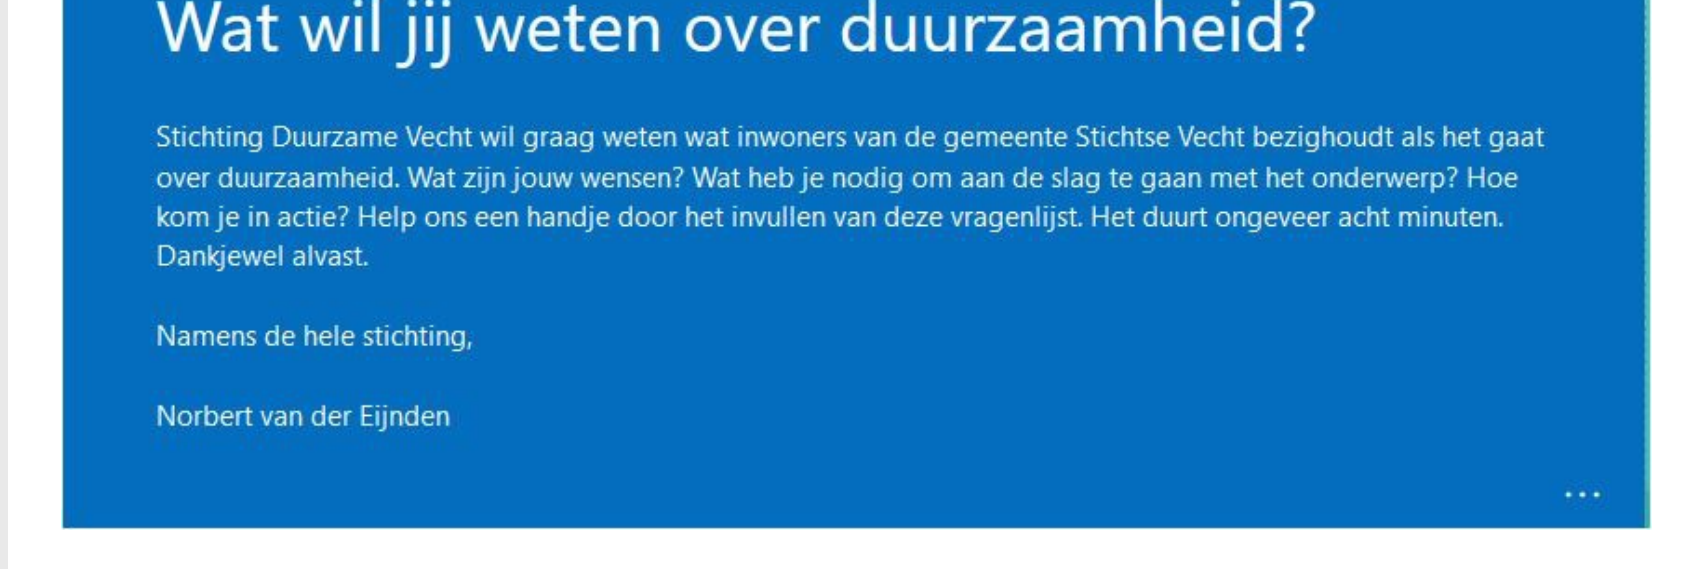 Wat wil jij weten over duurzaamheid?
Stichting Duurzame Vecht wil graag weten wat inwoners van de gemeente Stichtse Vecht bezighoudt als het gaat
over duurzaamheid. Wat zijn jouw wensen? Wat heb je nodig om aan de slag te gaan met het onderwerp? Hoe
kom je in actie? Help ons een handje door het invullen van deze vragenlijst. Het duurt ongeveer acht minuten.
Dankjewel alvast.
Namens de hele stichting,
Norbert van der Eijnden
...